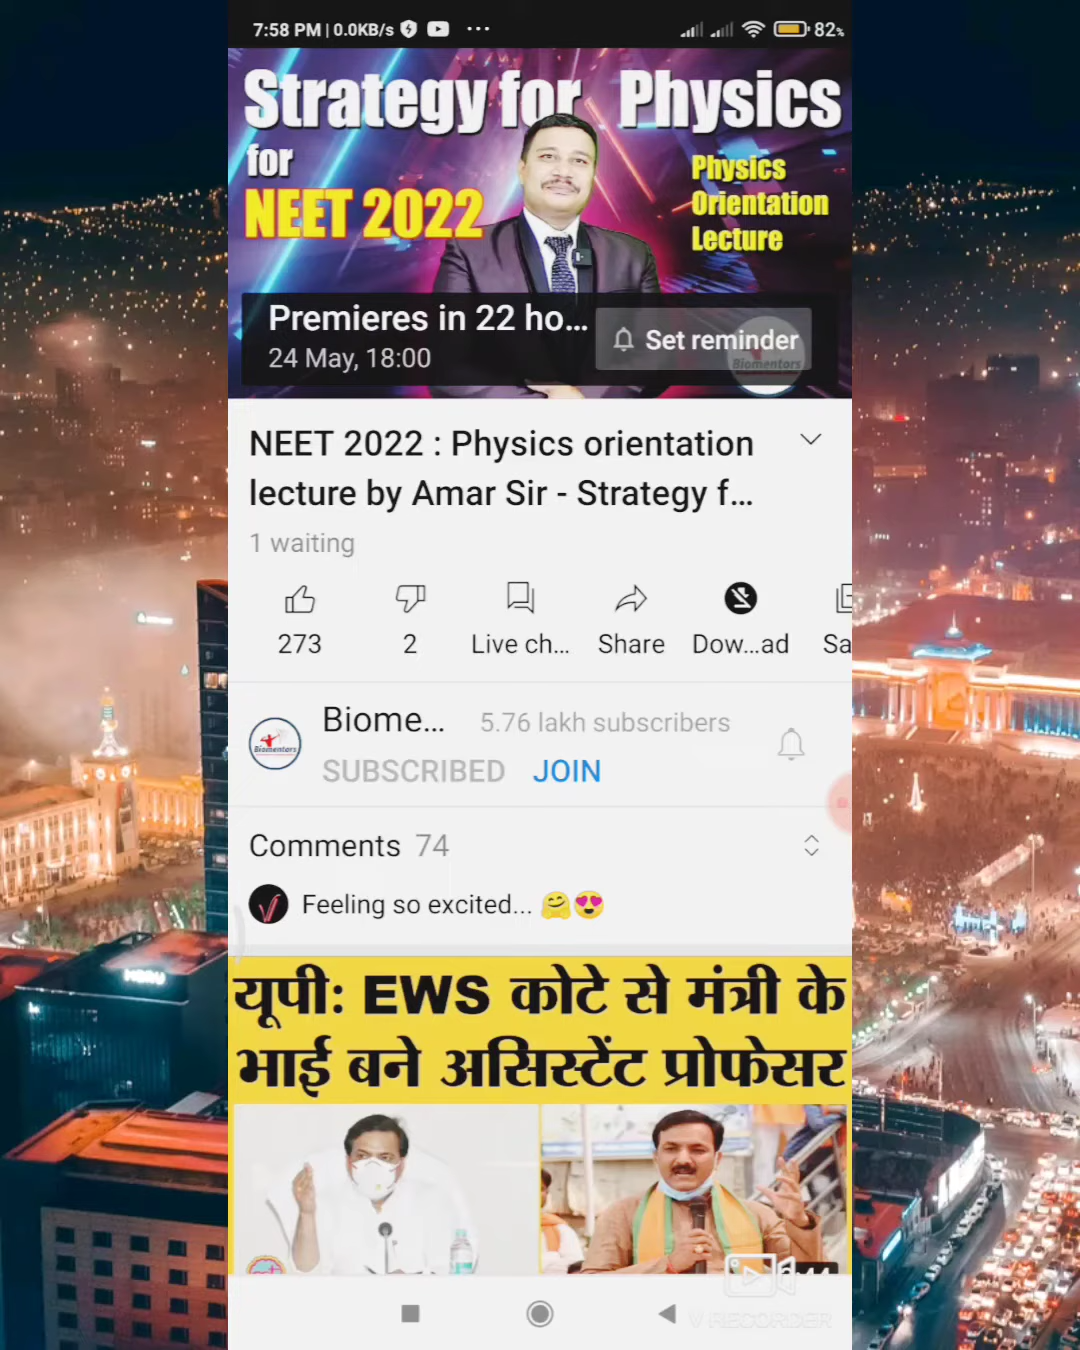 7:58 PM | 0.0KB/s
82%
Strategy for Physics
for
NEET 2022
Physics
Orientation
Lecture
Premieres in 22 ho...
24 May, 18:00
Set reminder
Biomentors
NEET 2022 : Physics orientation
lecture by Amar Sir - Strategy f...
1 waiting
273
2
Live ch...
Share
Dow...ad
Sa
Biome...
5.76 lakh subscribers
Biomentors
SUBSCRIBED
JOIN
Comments 74
Feeling so excited... 🤗😍
यूपी: EWS कोटे से मंत्री के
भाई बने असिस्टेंट प्रोफेसर
V RECORDER